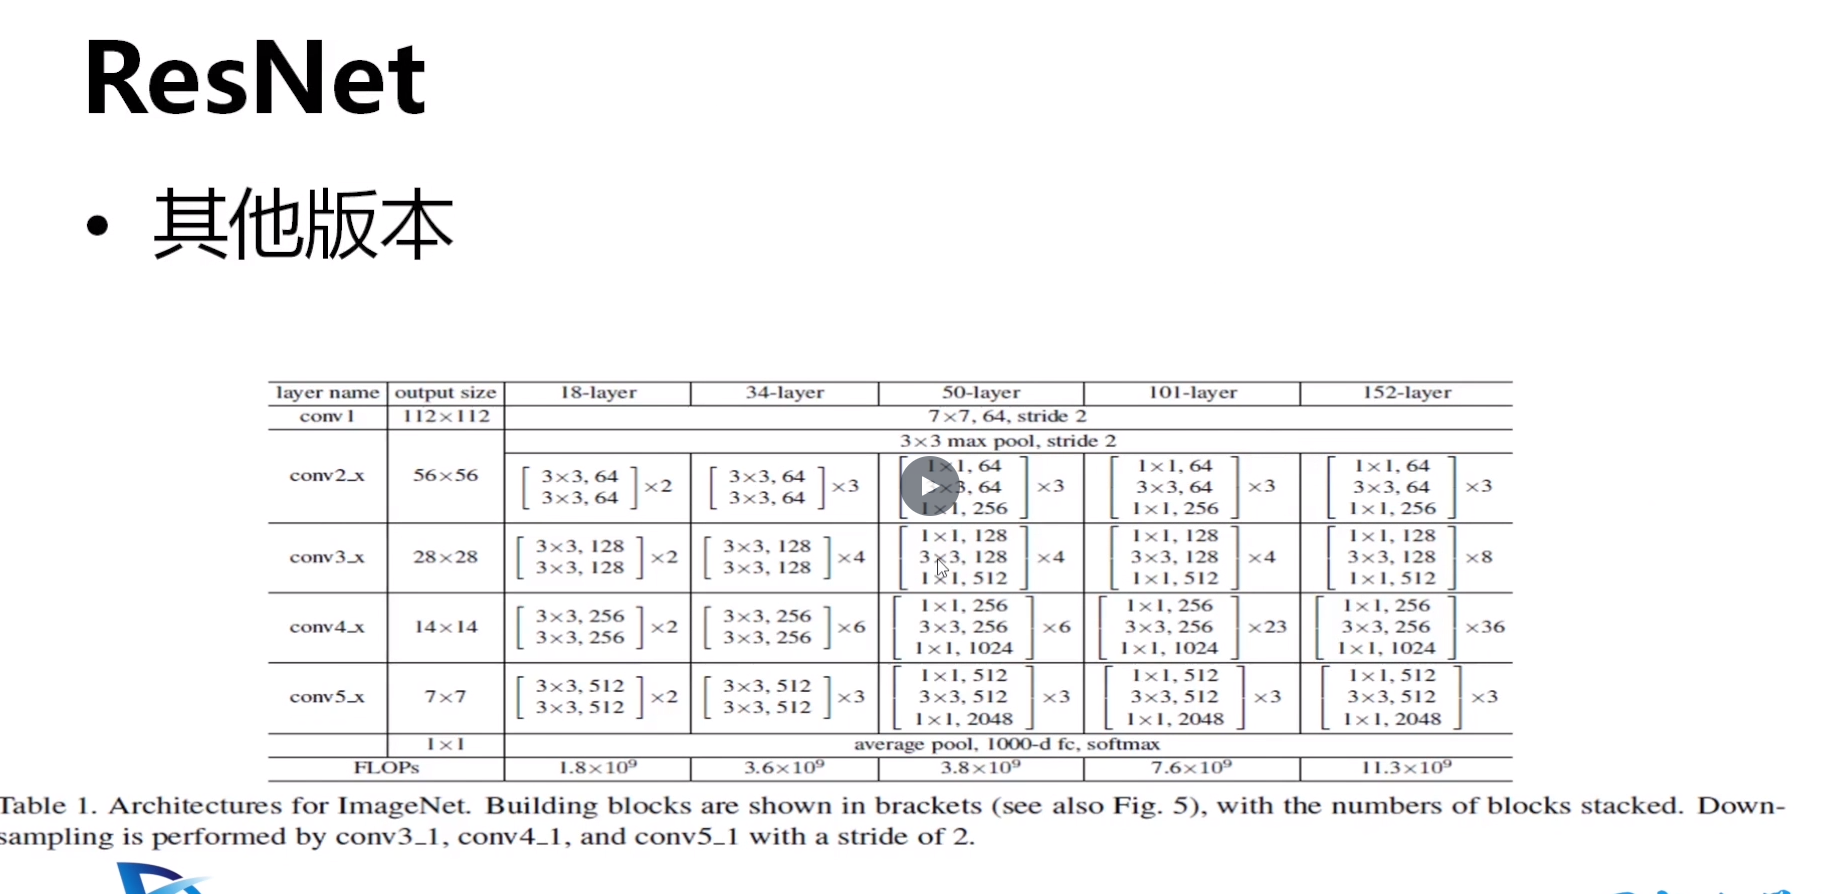 ResNet
• 其他版本
layer name output size 18-layer 34-layer 50-layer 101-layer 152-layer
conv1 112×112 7×7, 64, stride 2
3×3 max pool, stride 2
conv2_x 56×56 [3×3, 64 3×3, 64]×2 [3×3, 64 3×3, 64]×3 [1×1, 64 3×3, 64 1×1, 256]×3 [1×1, 64 3×3, 64 1×1, 256]×3 [1×1, 64 3×3, 64 1×1, 256]×3
conv3_x 28×28 [3×3, 128 3×3, 128]×2 [3×3, 128 3×3, 128]×4 [1×1, 128 3×3, 128 1×1, 512]×4 [1×1, 128 3×3, 128 1×1, 512]×4 [1×1, 128 3×3, 128 1×1, 512]×8
conv4_x 14×14 [3×3, 256 3×3, 256]×2 [3×3, 256 3×3, 256]×6 [1×1, 256 3×3, 256 1×1, 1024]×6 [1×1, 256 3×3, 256 1×1, 1024]×23 [1×1, 256 3×3, 256 1×1, 1024]×36
conv5_x 7×7 [3×3, 512 3×3, 512]×2 [3×3, 512 3×3, 512]×3 [1×1, 512 3×3, 512 1×1, 2048]×3 [1×1, 512 3×3, 512 1×1, 2048]×3 [1×1, 512 3×3, 512 1×1, 2048]×3
1×1 average pool, 1000-d fc, softmax
FLOPs 1.8×10⁹ 3.6×10⁹ 3.8×10⁹ 7.6×10⁹ 11.3×10⁹
Table 1. Architectures for ImageNet. Building blocks are shown in brackets (see also Fig. 5), with the numbers of blocks stacked. Down-
sampling is performed by conv3_1, conv4_1, and conv5_1 with a stride of 2.